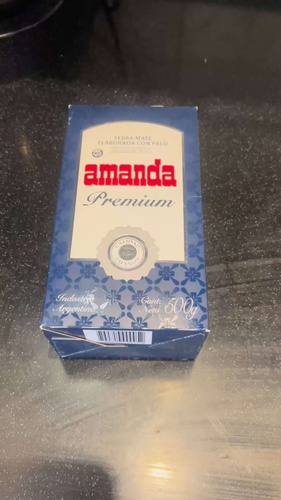 YERBA MATE
ELABORADA CON PALO
amanda
Premium
Industria
Argentina
Cont.
Neto 500g